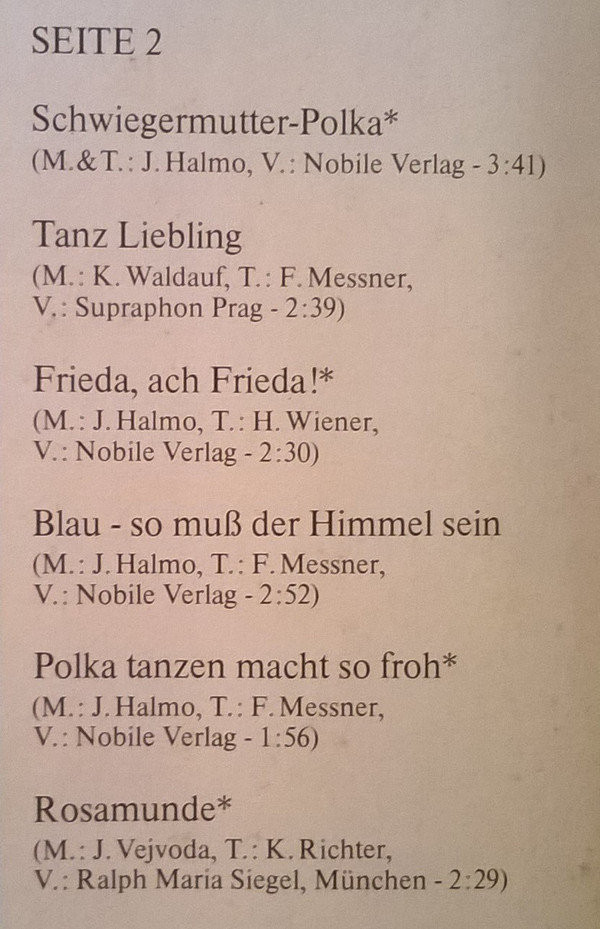 SEITE 2
Schwiegermutter-Polka*
(M.&T.: J. Halmo, V.: Nobile Verlag - 3:41)
Tanz Liebling
(M.: K. Waldauf, T.: F. Messner,
V.: Supraphon Prag - 2:39)
Frieda, ach Frieda!*
(M.: J. Halmo, T.: H. Wiener,
V.: Nobile Verlag - 2:30)
Blau - so muß der Himmel sein
(M.: J. Halmo, T.: F. Messner,
V.: Nobile Verlag - 2:52)
Polka tanzen macht so froh*
(M.: J. Halmo, T.: F. Messner,
V.: Nobile Verlag - 1:56)
Rosamunde*
(M.: J. Vejvoda, T.: K. Richter,
V.: Ralph Maria Siegel, München - 2:29)